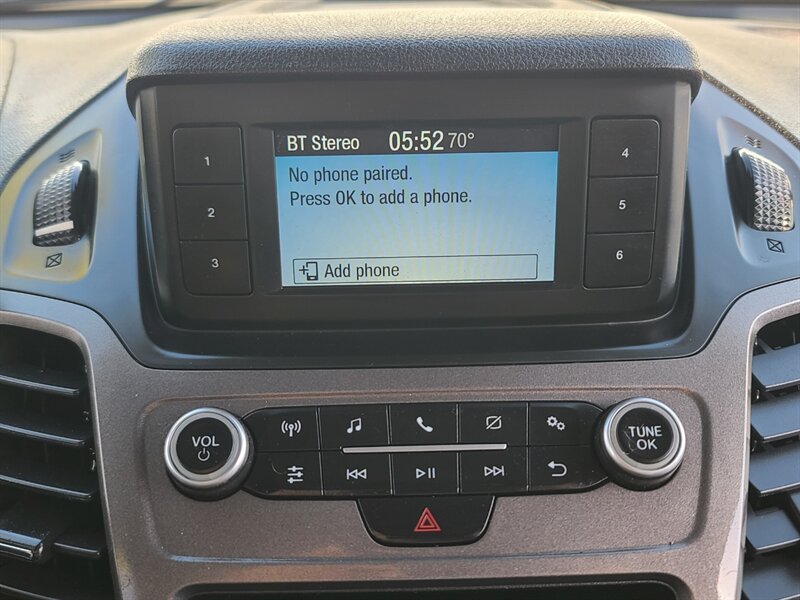 BT Stereo 05:52 70°
No phone paired.
Press OK to add a phone.
Add phone
1
2
3
4
5
6
VOL
TUNE
OK